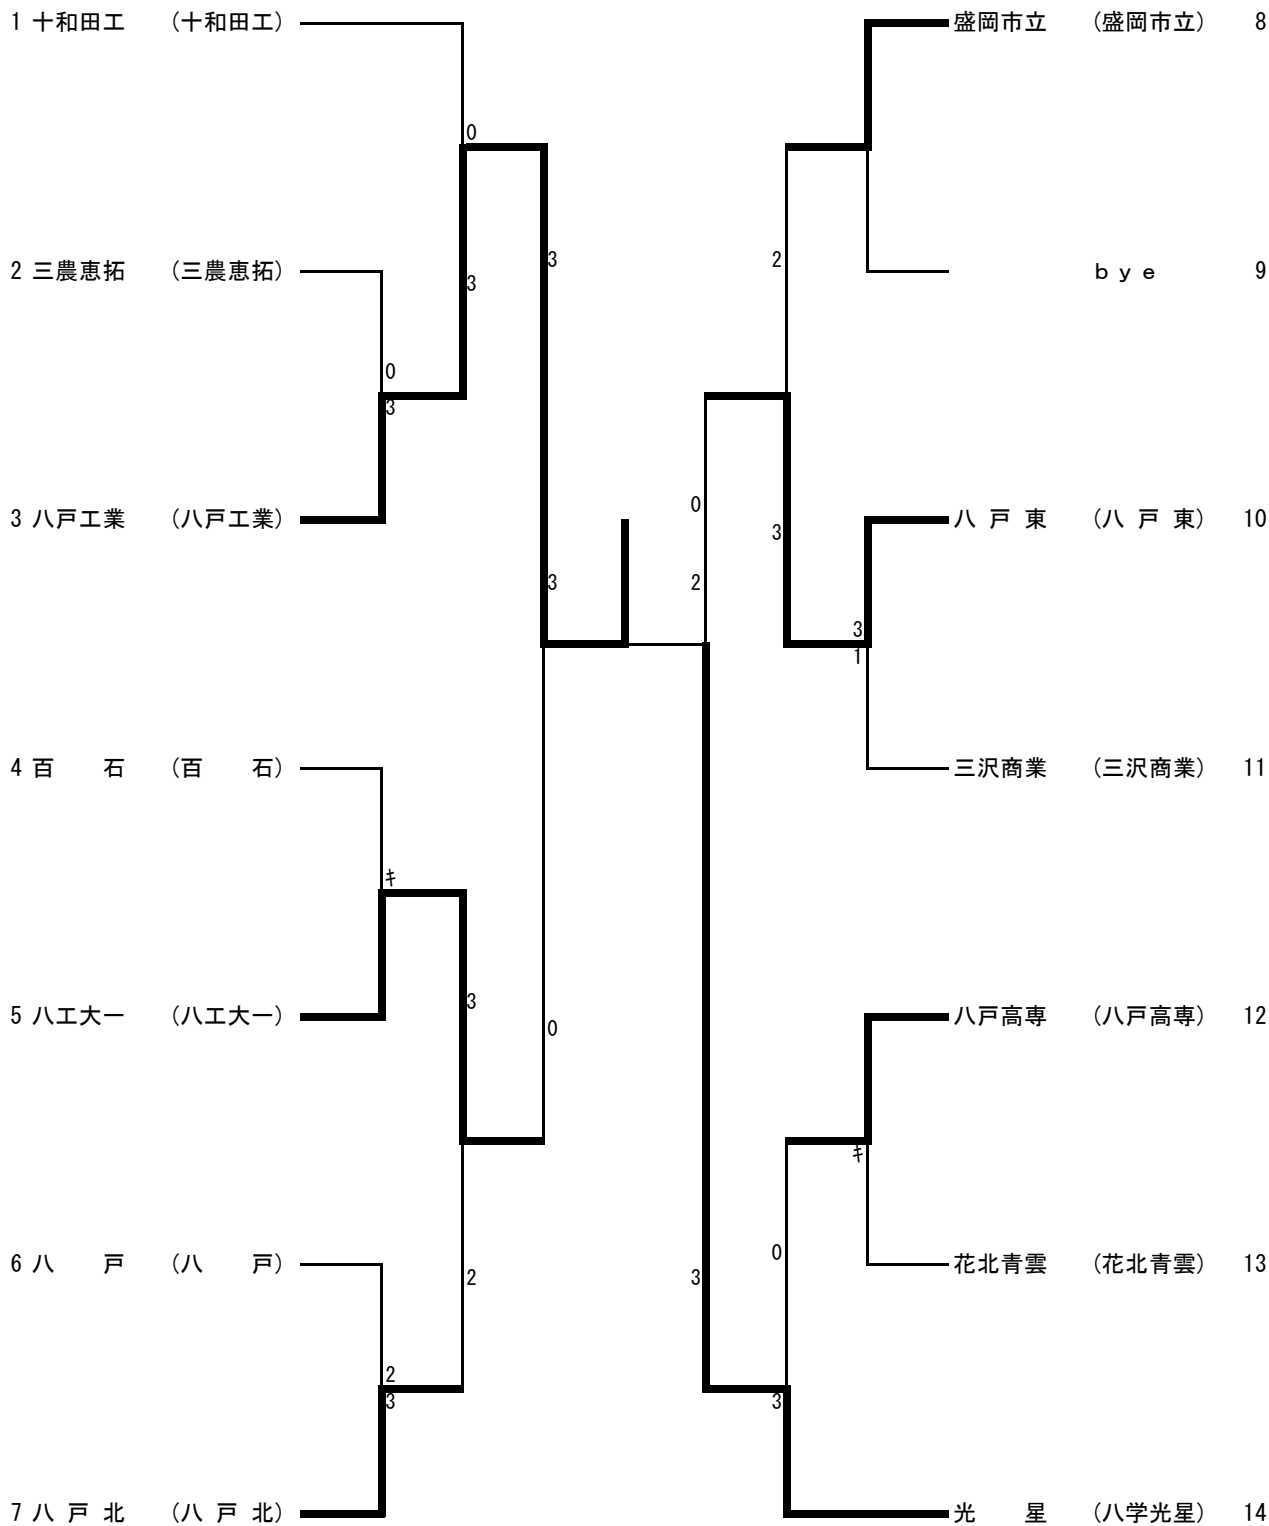 1 十和田工 （十和田工）
0
3
3
2 三農恵拓 （三農恵拓）
0
3
3 八戸工業 （八戸工業）
3
4 百　　石 （百　　石）
ｷ
5 八工大一 （八工大一）
3
0
6 八　　戸 （八　　戸）
2
2
3
7 八 戸 北 （八 戸 北）
盛岡市立 （盛岡市立） 8
2
ｂｙｅ 9
0
3
八 戸 東 （八 戸 東） 10
2
3
1
三沢商業 （三沢商業） 11
八戸高専 （八戸高専） 12
ｷ
0
花北青雲 （花北青雲） 13
3
3
光　　星 （八学光星） 14